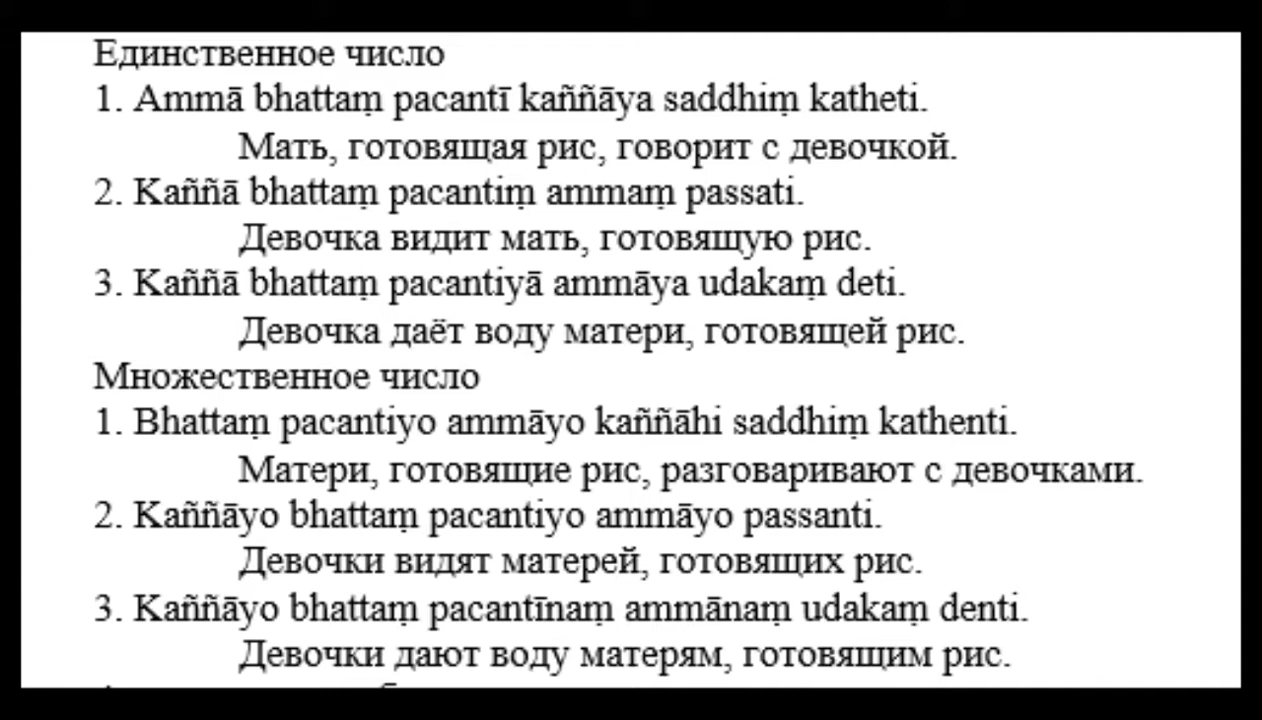 Единственное число
1. Ammā bhattaṃ pacantī kaññāya saddhiṃ katheti.
Мать, готовящая рис, говорит с девочкой.
2. Kaññā bhattaṃ pacantiṃ ammaṃ passati.
Девочка видит мать, готовящую рис.
3. Kaññā bhattaṃ pacantiyā ammāya udakaṃ deti.
Девочка даёт воду матери, готовящей рис.
Множественное число
1. Bhattaṃ pacantiyo ammāyo kaññāhi saddhiṃ kathenti.
Матери, готовящие рис, разговаривают с девочками.
2. Kaññāyo bhattaṃ pacantiyo ammāyo passanti.
Девочки видят матерей, готовящих рис.
3. Kaññāyo bhattaṃ pacantīnaṃ ammānaṃ udakaṃ denti.
Девочки дают воду матерям, готовящим рис.